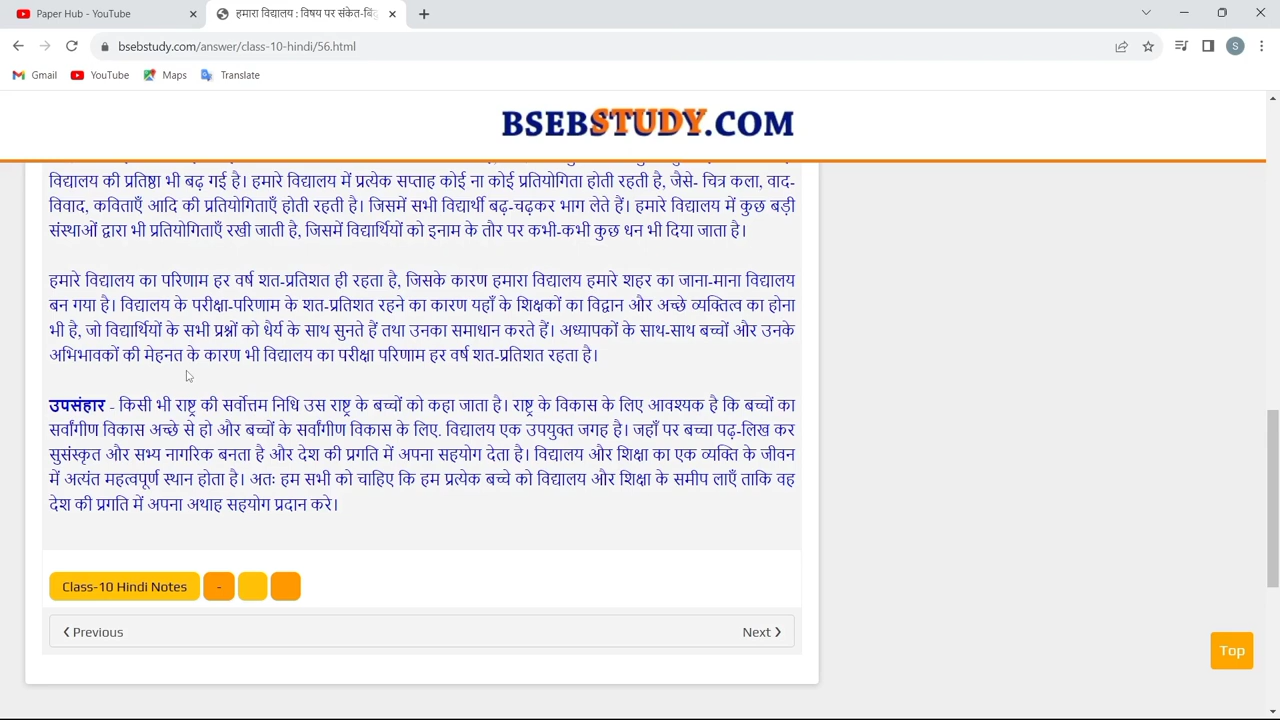 Paper Hub - YouTube
हमारा विद्यालय : विषय पर संकेत-बिंदु
bsebstudy.com/answer/class-10-hindi/56.html
S
Gmail
YouTube
Maps
Translate
BSEBSTUDY.COM
विद्यालय की प्रतिष्ठा भी बढ़ गई है। हमारे विद्यालय में प्रत्येक सप्ताह कोई ना कोई प्रतियोगिता होती रहती है, जैसे- चित्र कला, वाद-
विवाद, कविताएँ आदि की प्रतियोगिताएँ होती रहती है। जिसमें सभी विद्यार्थी बढ़-चढ़कर भाग लेते हैं। हमारे विद्यालय में कुछ बड़ी
संस्थाओं द्वारा भी प्रतियोगिताएँ रखी जाती है, जिसमें विद्यार्थियों को इनाम के तौर पर कभी-कभी कुछ धन भी दिया जाता है।
हमारे विद्यालय का परिणाम हर वर्ष शत-प्रतिशत ही रहता है, जिसके कारण हमारा विद्यालय हमारे शहर का जाना-माना विद्यालय
बन गया है। विद्यालय के परीक्षा-परिणाम के शत-प्रतिशत रहने का कारण यहाँ के शिक्षकों का विद्वान और अच्छे व्यक्तित्व का होना
भी है, जो विद्यार्थियों के सभी प्रश्नों को धैर्य के साथ सुनते हैं तथा उनका समाधान करते हैं। अध्यापकों के साथ-साथ बच्चों और उनके
अभिभावकों की मेहनत के कारण भी विद्यालय का परीक्षा परिणाम हर वर्ष शत-प्रतिशत रहता है।
उपसंहार - किसी भी राष्ट्र की सर्वोत्तम निधि उस राष्ट्र के बच्चों को कहा जाता है। राष्ट्र के विकास के लिए आवश्यक है कि बच्चों का
सर्वांगीण विकास अच्छे से हो और बच्चों के सर्वांगीण विकास के लिए. विद्यालय एक उपयुक्त जगह है। जहाँ पर बच्चा पढ़-लिख कर
सुसंस्कृत और सभ्य नागरिक बनता है और देश की प्रगति में अपना सहयोग देता है। विद्यालय और शिक्षा का एक व्यक्ति के जीवन
में अत्यंत महत्वपूर्ण स्थान होता है। अतः हम सभी को चाहिए कि हम प्रत्येक बच्चे को विद्यालय और शिक्षा के समीप लाएँ ताकि वह
देश की प्रगति में अपना अथाह सहयोग प्रदान करे।
Class-10 Hindi Notes
-
Previous
Next
Top